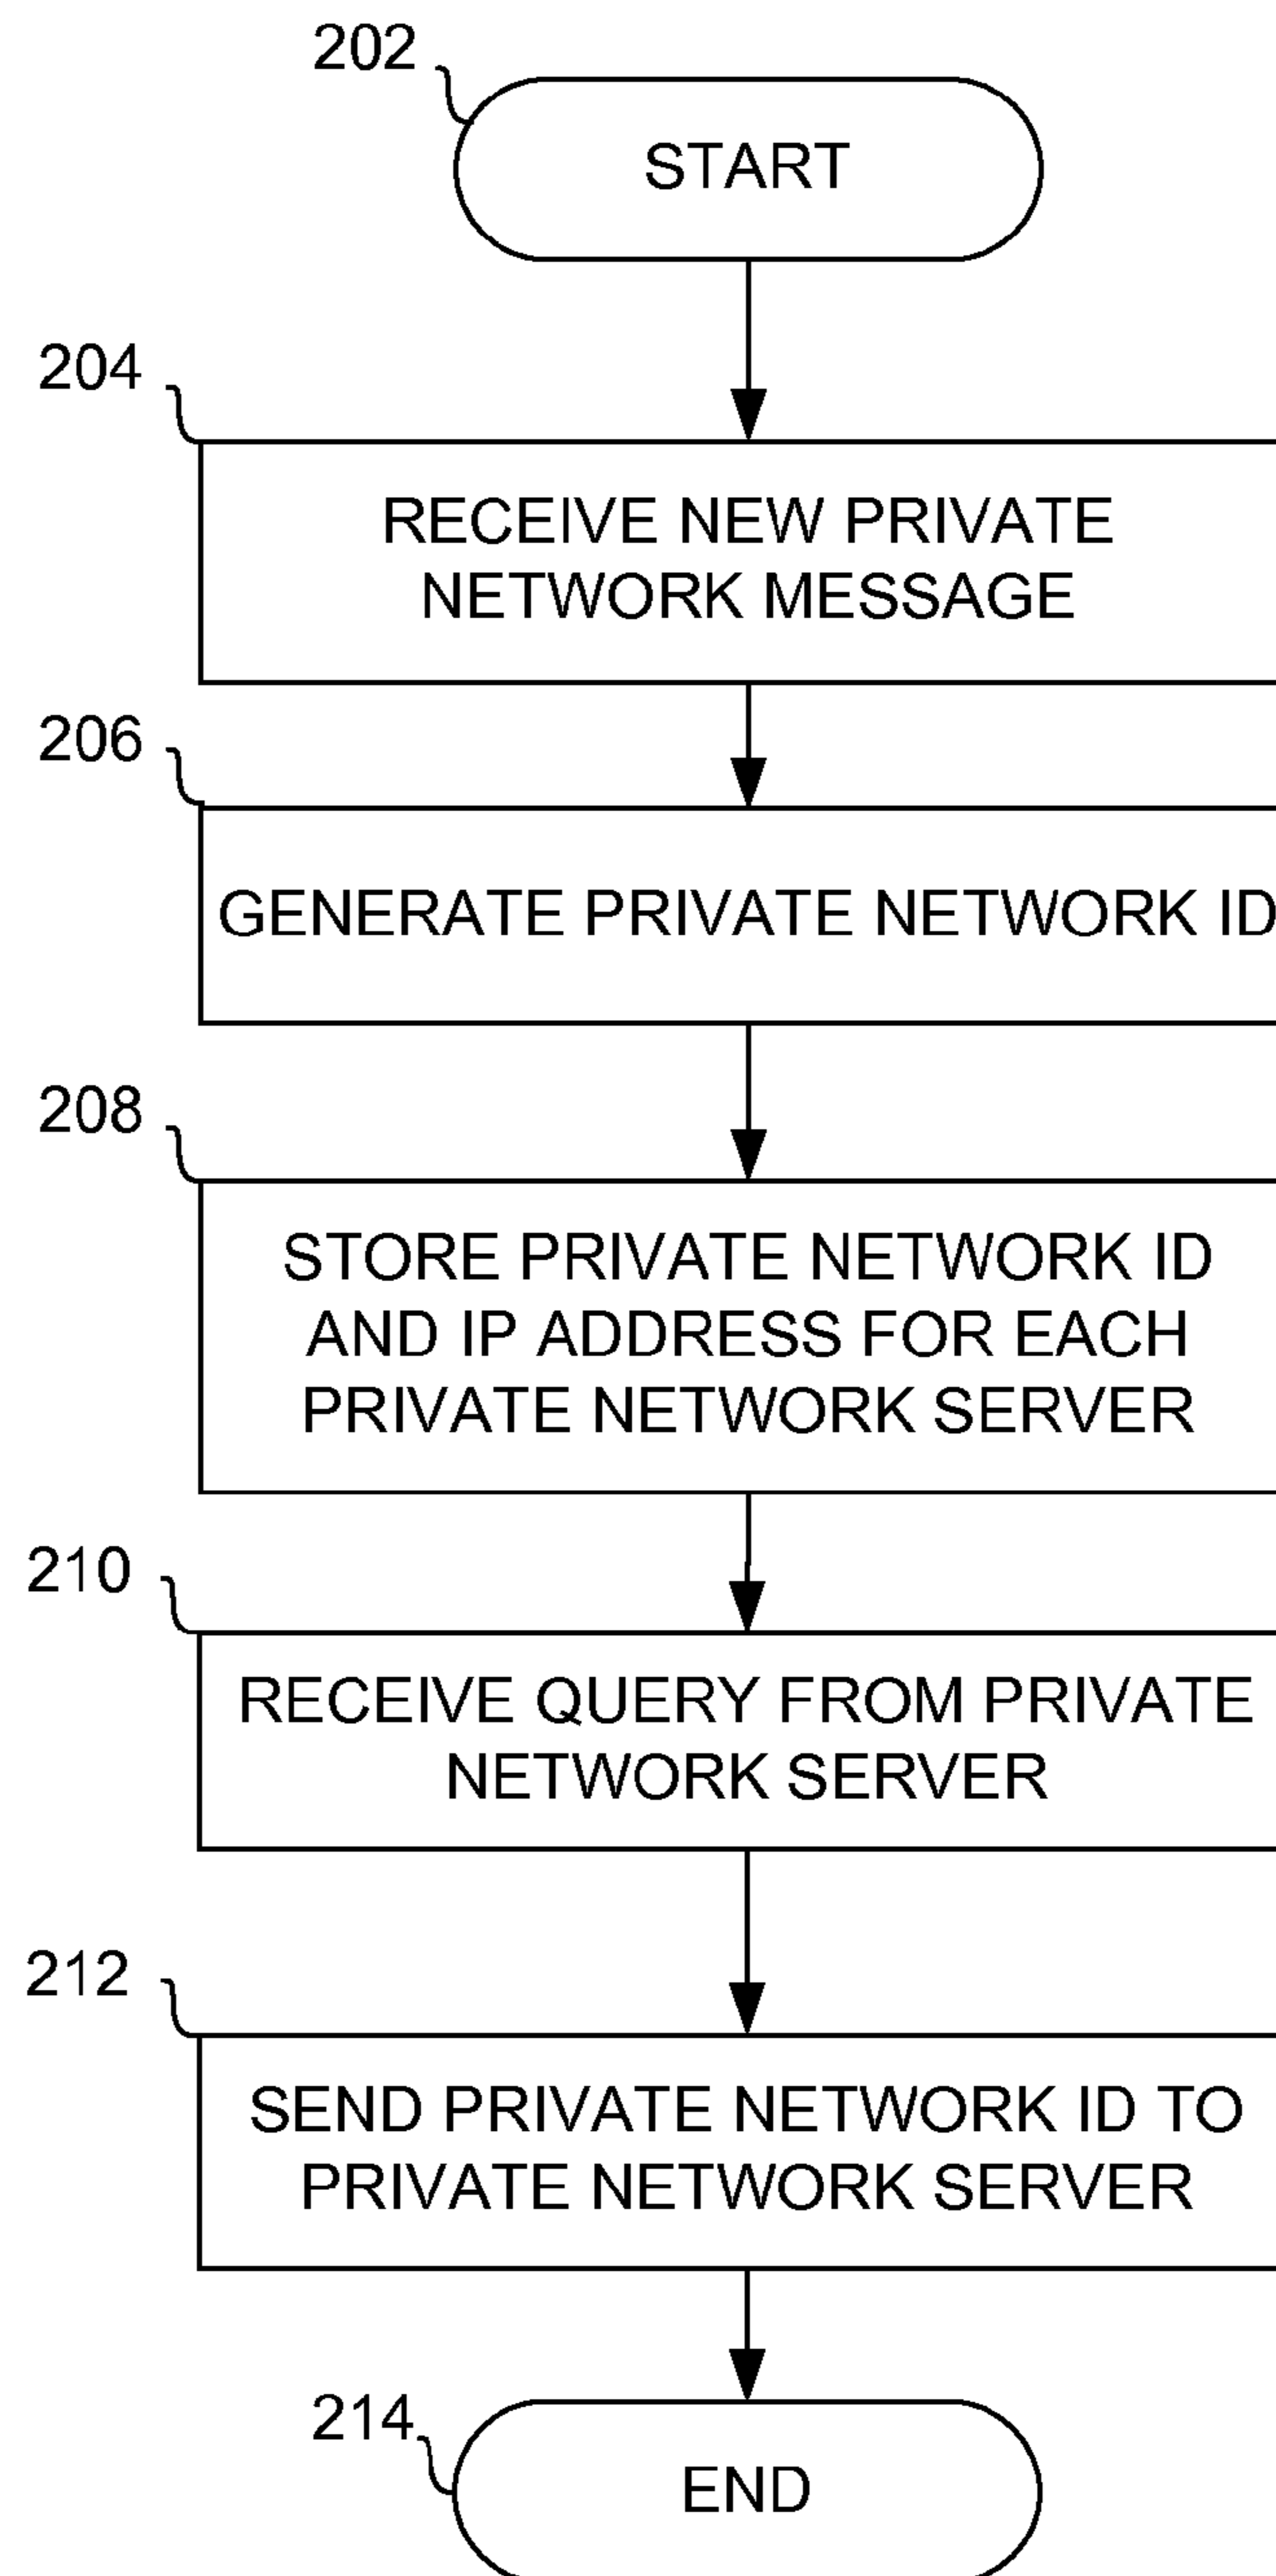 202
START
204
RECEIVE NEW PRIVATE
NETWORK MESSAGE
206
GENERATE PRIVATE NETWORK ID
208
STORE PRIVATE NETWORK ID
AND IP ADDRESS FOR EACH
PRIVATE NETWORK SERVER
210
RECEIVE QUERY FROM PRIVATE
NETWORK SERVER
212
SEND PRIVATE NETWORK ID TO
PRIVATE NETWORK SERVER
214
END